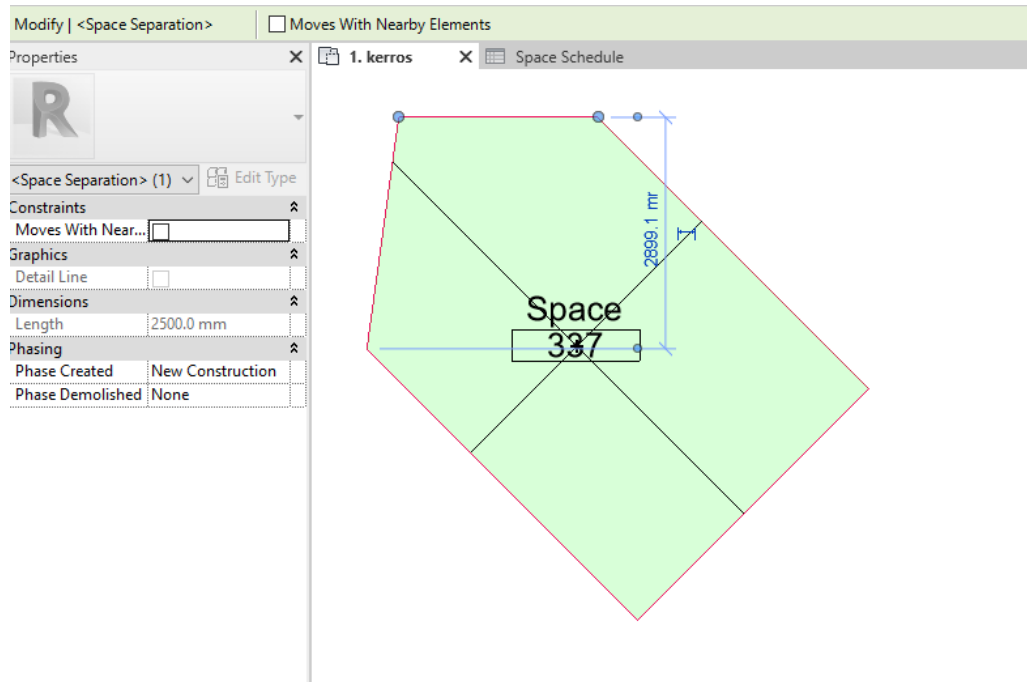 Modify | <Space Separation> Moves With Nearby Elements
Properties
1. kerros
Space Schedule
R
<Space Separation> (1) Edit Type
Constraints
Moves With Near...
Graphics
Detail Line
Dimensions
Length 2500.0 mm
Phasing
Phase Created New Construction
Phase Demolished None
2899.1 mr
Space
337